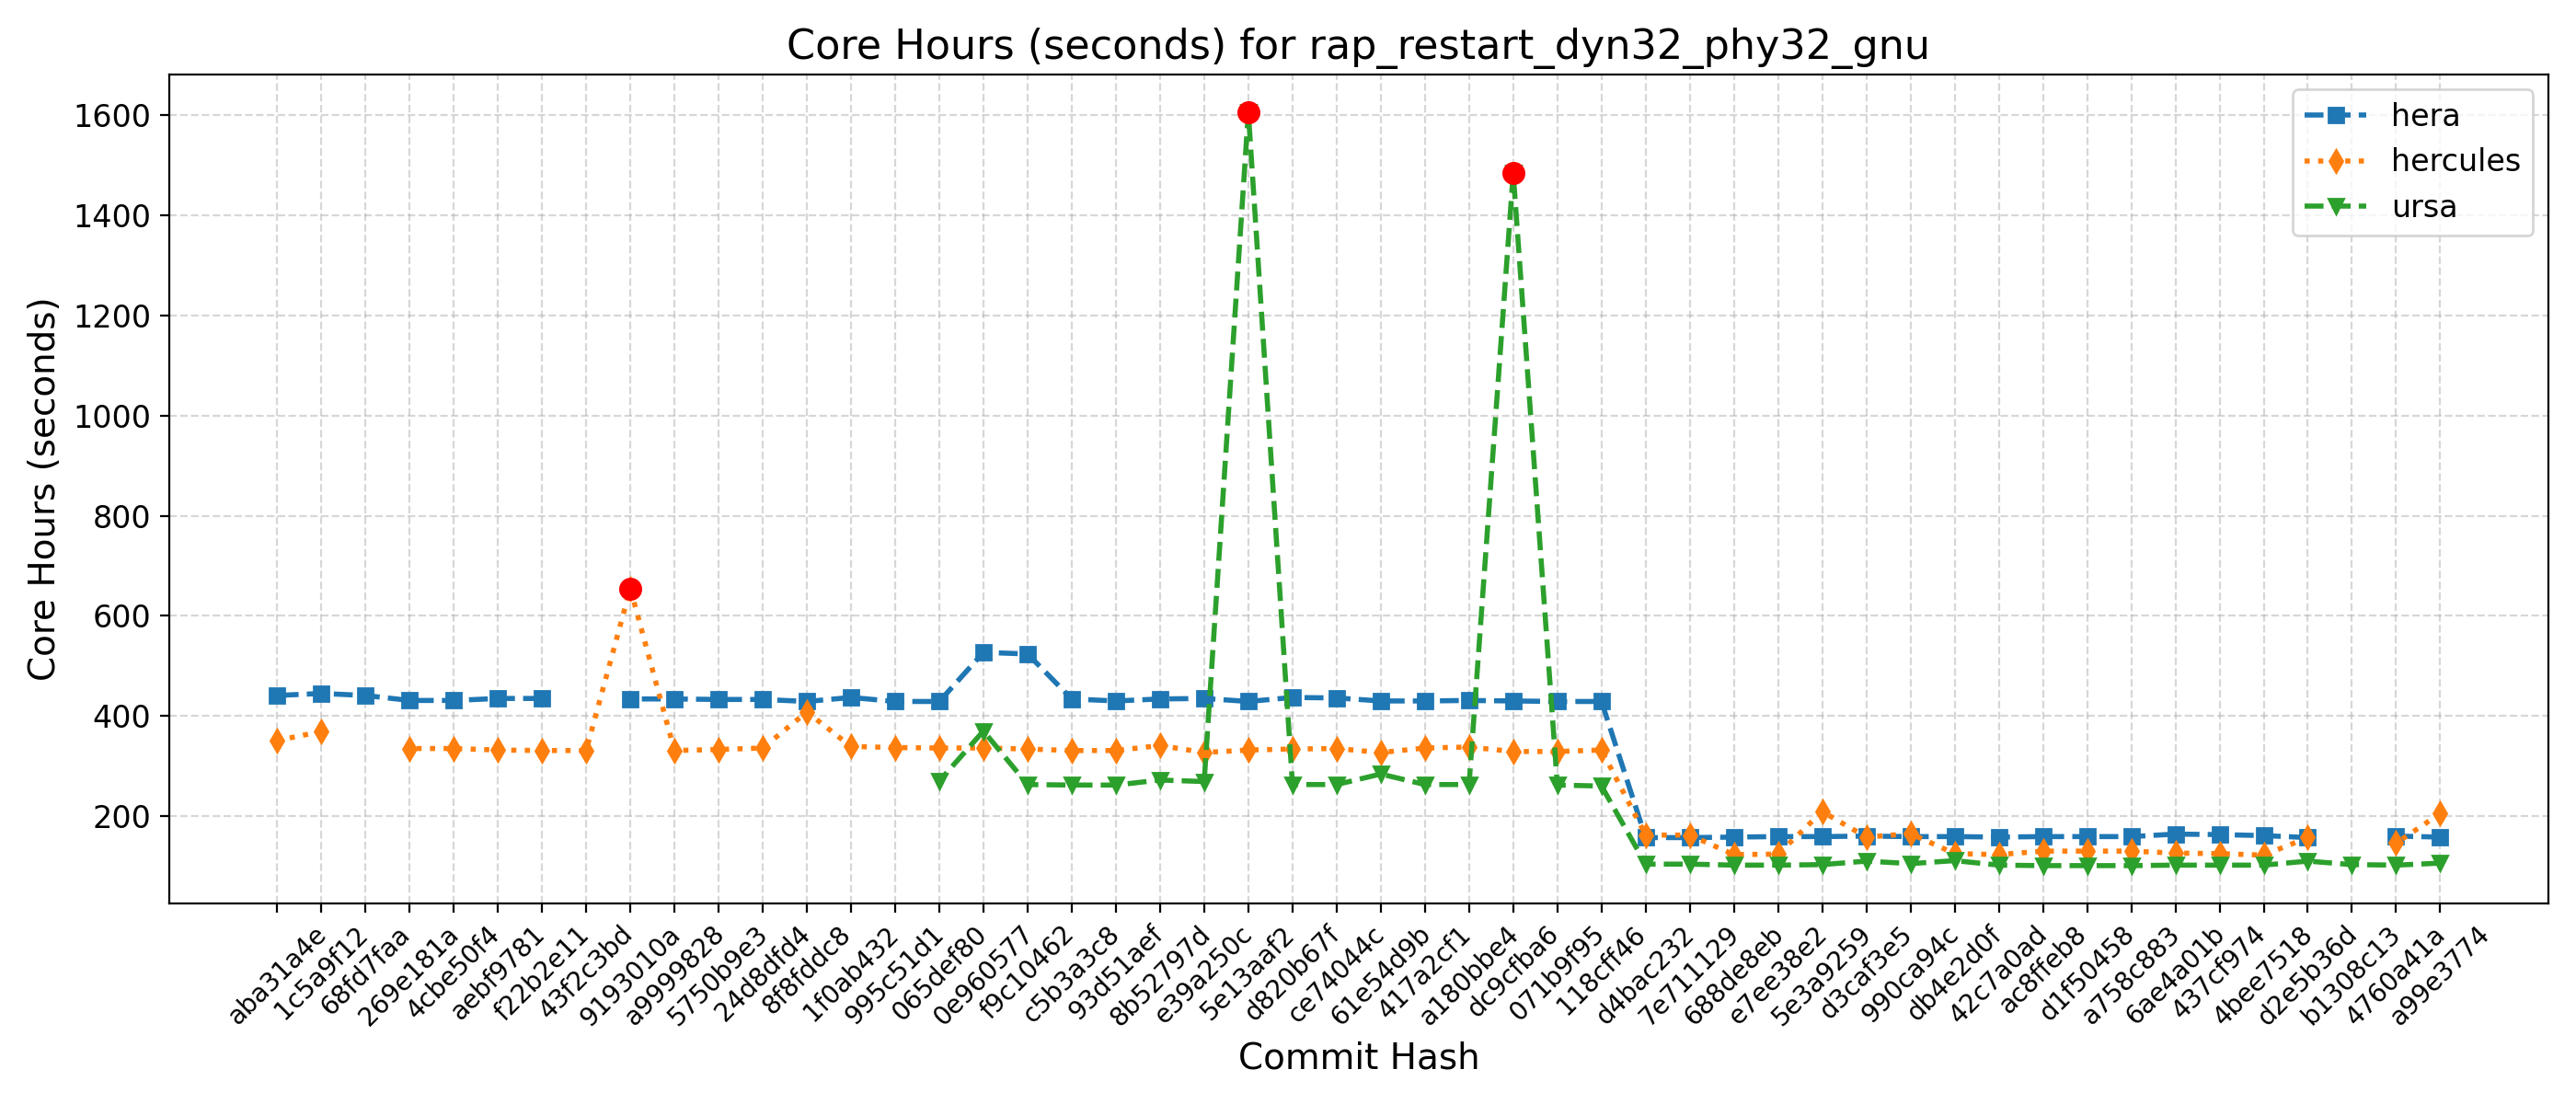 Core Hours (seconds) for rap_restart_dyn32_phy32_gnu
Core Hours (seconds)
1600
1400
1200
1000
800
600
400
200
hera
hercules
ursa
aba31a4e
1c5a9f12
68fd7faa
269e181a
4cbe50f4
aebf9781
f22b2e11
43f2c3bd
9193010a
a9999828
5750b9e3
24d8dfd4
8f8fddc8
1f0ab432
995c51d1
065def80
0e960577
f9c10462
c5b3a3c8
93d51aef
8b52797d
e39a250c
5e13aaf2
d820b67f
ce74044c
61e54d9b
417a2cf1
a180bbe4
dc9cfba6
071b9f95
118cff46
d4bac232
7e711129
688de8eb
e7ee38e2
5e3a9259
d3caf3e5
990ca94c
db4e2d0f
42c7a0ad
ac8ffeb8
d1f50458
a758c883
6ae4a01b
437cf974
4bee7518
d2e5b36d
b1308c13
4760a41a
a99e3774
Commit Hash